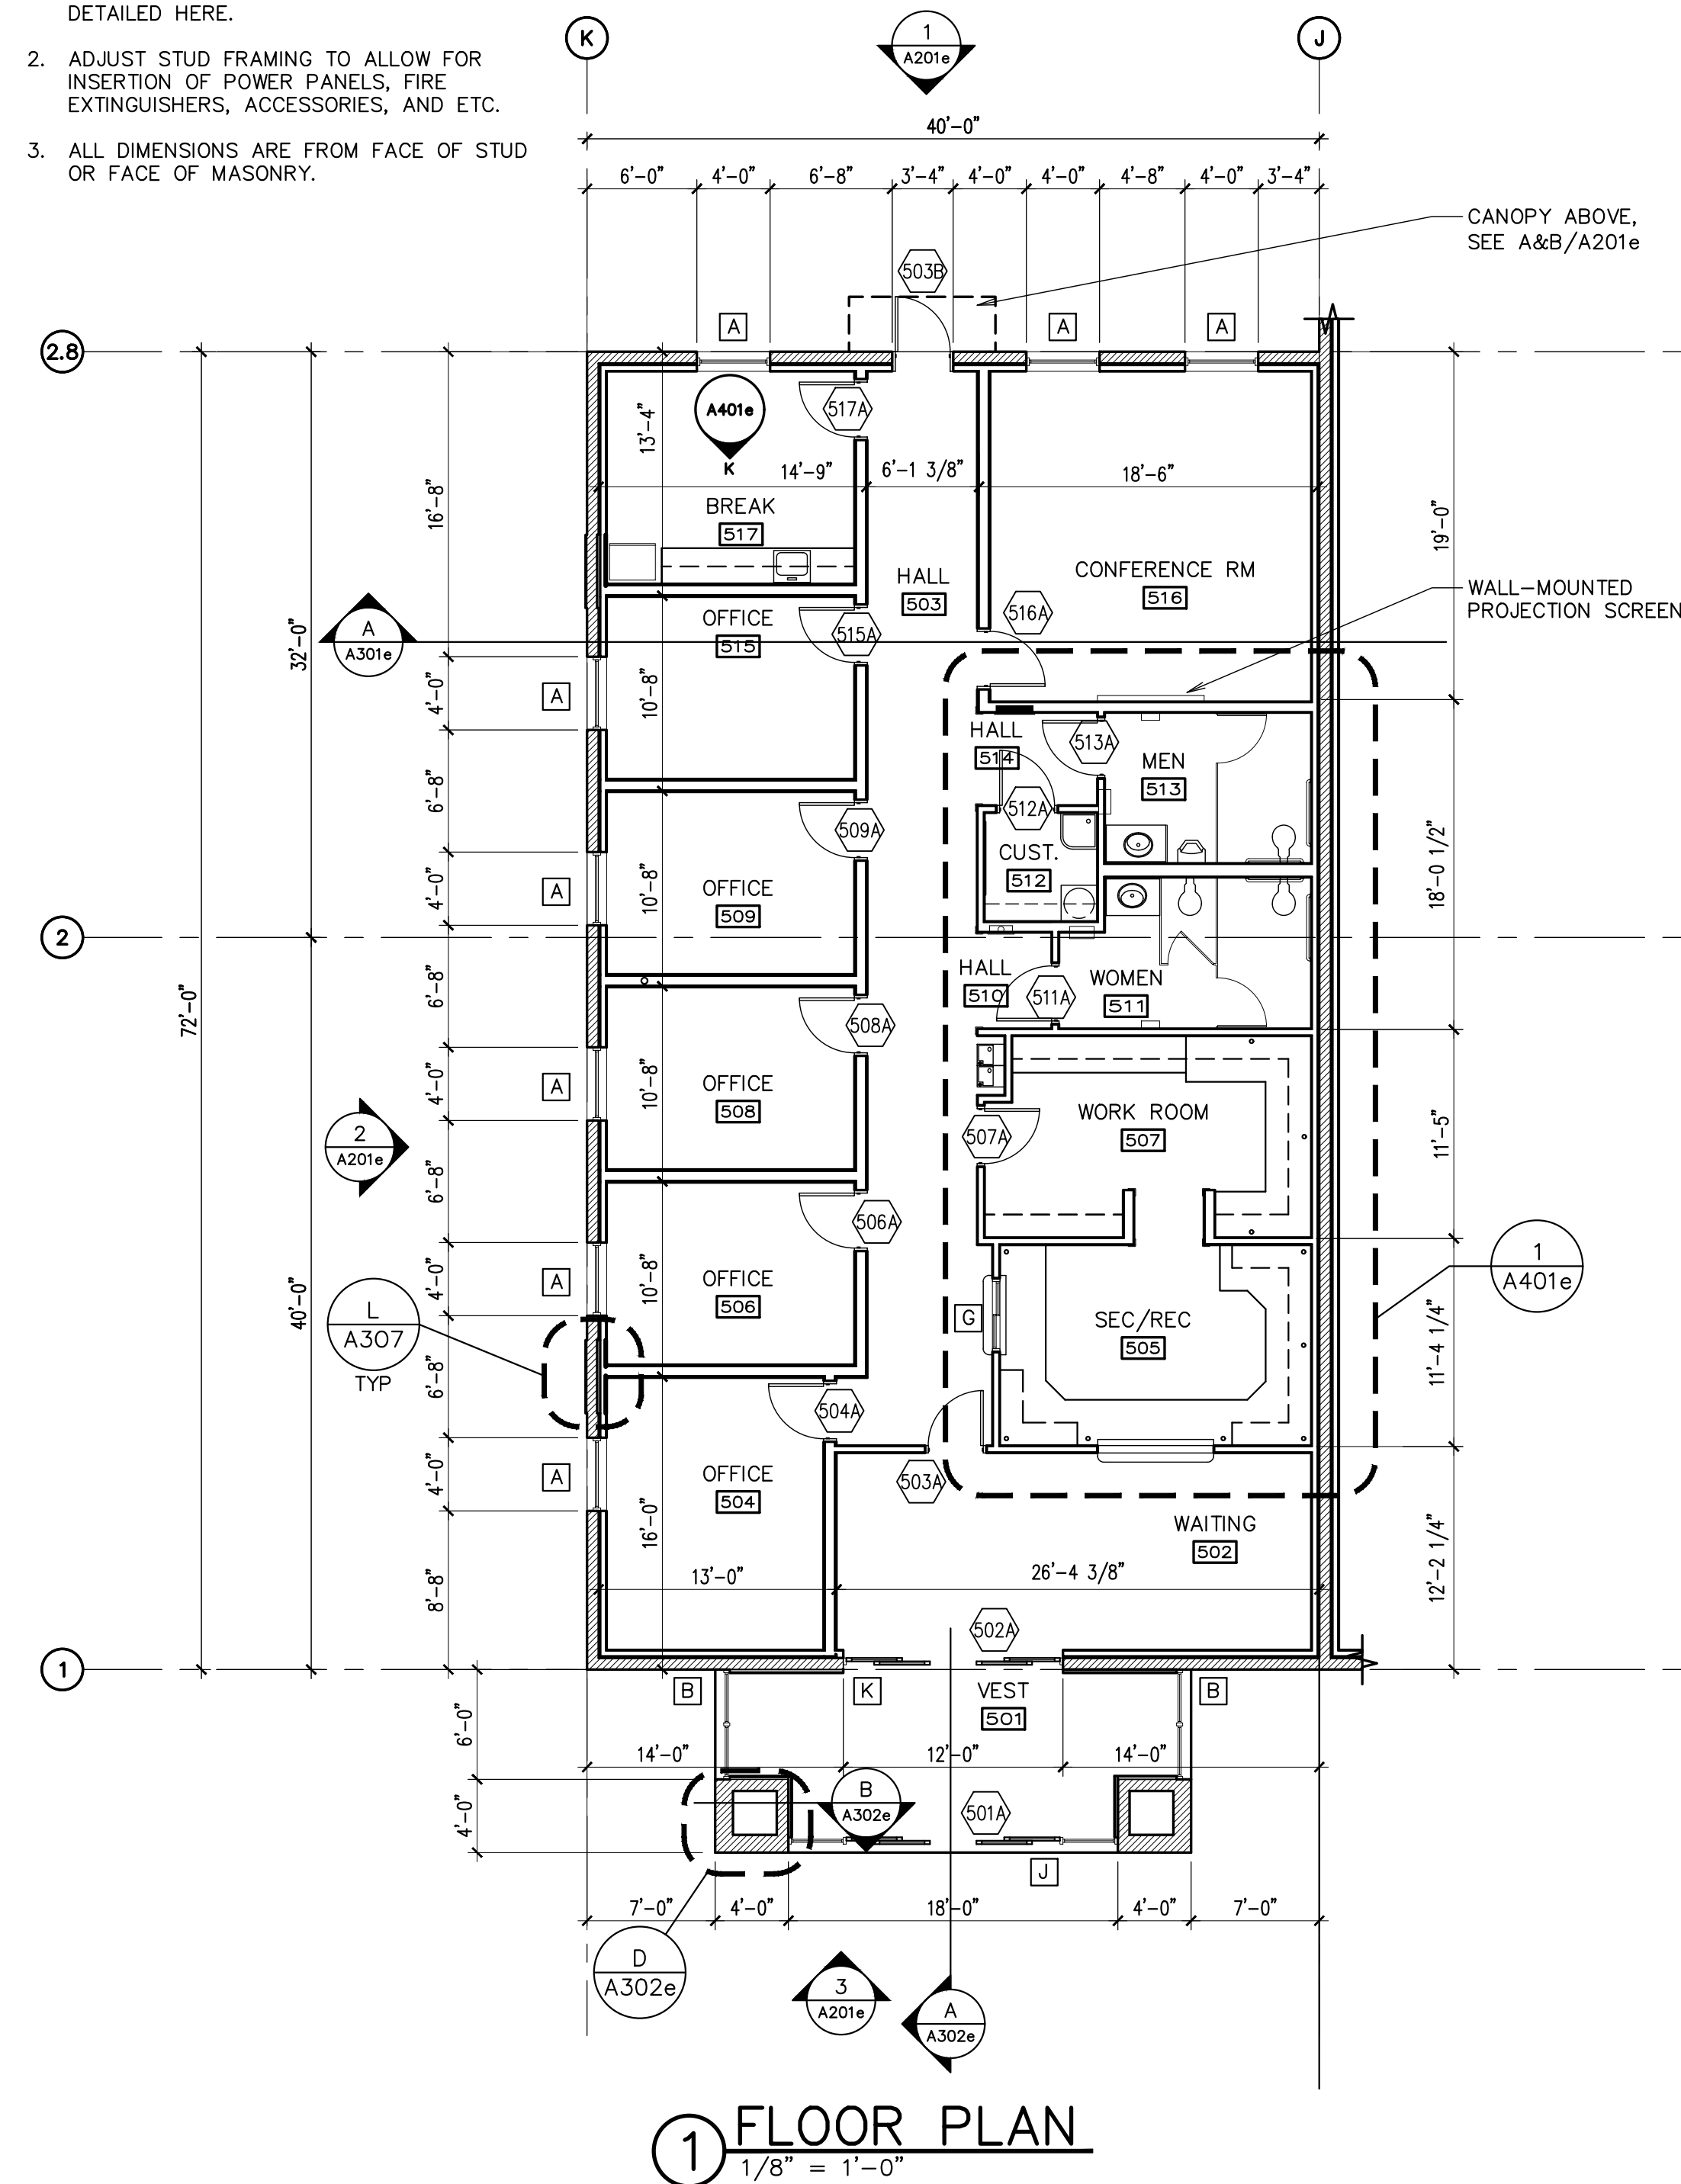 DETAILED HERE.
2. ADJUST STUD FRAMING TO ALLOW FOR
INSERTION OF POWER PANELS, FIRE
EXTINGUISHERS, ACCESSORIES, AND ETC.
3. ALL DIMENSIONS ARE FROM FACE OF STUD
OR FACE OF MASONRY.
K
1
A201e
J
40'-0"
6'-0" 4'-0" 6'-8" 3'-4" 4'-0" 4'-0" 4'-8" 4'-0" 3'-4"
CANOPY ABOVE,
SEE A&B/A201e
503B
A A A
2.8
517A
A401e
K
13'-4"
14'-9" 6'-1 3/8" 18'-6"
16'-8"
19'-0"
BREAK
517
HALL
503
CONFERENCE RM
516
WALL-MOUNTED
PROJECTION SCREEN
516A
A
A301e
32'-0"
OFFICE
515
515A
4'-0"
A
10'-8"
HALL
514
513A
MEN
513
6'-8"
512A
509A
CUST.
512
18'-0 1/2"
4'-0"
A
10'-8"
OFFICE
509
2
72'-0"
6'-8"
HALL
510
511A
WOMEN
511
508A
4'-0"
A
10'-8"
OFFICE
508
WORK ROOM
507
507A
11'-5"
2
A201e
6'-8"
506A
1
A401e
4'-0"
A
10'-8"
OFFICE
506
40'-0"
L
A307
TYP
G
SEC/REC
505
11'-4 1/4"
6'-8"
504A
4'-0"
A
OFFICE
504
503A
16'-0"
WAITING
502
13'-0" 26'-4 3/8"
8'-8"
12'-2 1/4"
502A
1
B K B
VEST
501
6'-0"
14'-0" 12'-0" 14'-0"
4'-0"
B
A302e
501A
J
7'-0" 4'-0" 18'-0" 4'-0" 7'-0"
D
A302e
3
A201e
A
A302e
1 FLOOR PLAN
1/8" = 1'-0"